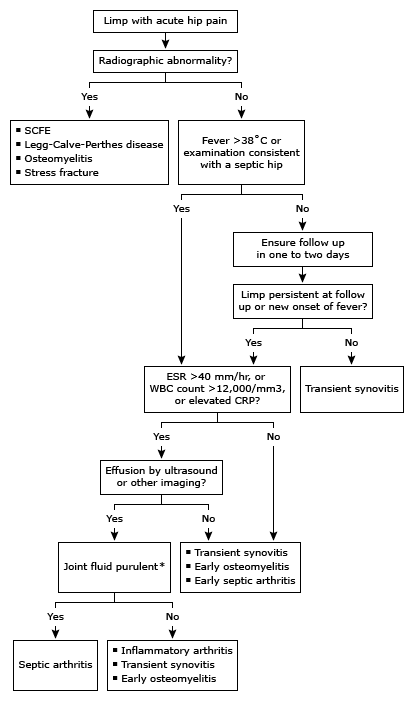 Limp with acute hip pain
Radiographic abnormality?
Yes
No
▪ SCFE
▪ Legg-Calve-Perthes disease
▪ Osteomyelitis
▪ Stress fracture
Fever >38˚C or
examination consistent
with a septic hip
Yes
No
Ensure follow up
in one to two days
Limp persistent at follow
up or new onset of fever?
Yes
No
ESR >40 mm/hr, or
WBC count >12,000/mm3,
or elevated CRP?
Transient synovitis
Yes
No
Effusion by ultrasound
or other imaging?
Yes
No
Joint fluid purulent*
▪ Transient synovitis
▪ Early osteomyelitis
▪ Early septic arthritis
Yes
No
Septic arthritis
▪ Inflammatory arthritis
▪ Transient synovitis
▪ Early osteomyelitis